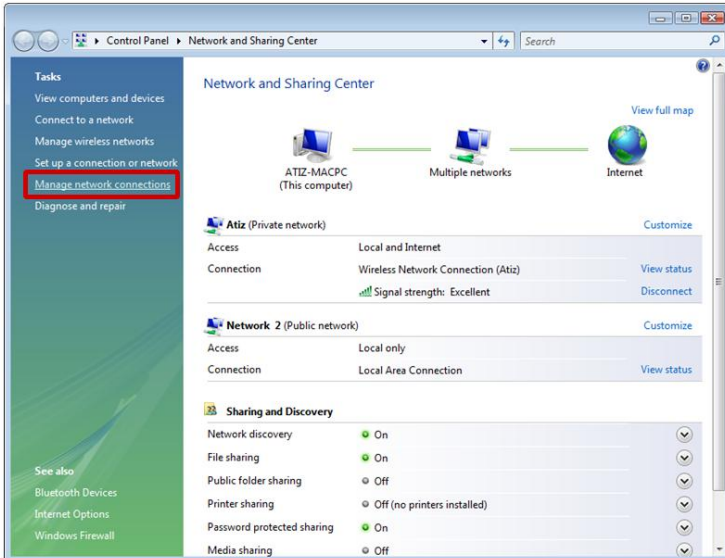 Control Panel Network and Sharing Center
Search
Tasks
View computers and devices
Connect to a network
Manage wireless networks
Set up a connection or network
Manage network connections
Diagnose and repair
See also
Bluetooth Devices
Internet Options
Windows Firewall
Network and Sharing Center
View full map
ATIZ-MACPC
(This computer)
Multiple networks
Internet
Atiz (Private network) Customize
Access Local and Internet
Connection Wireless Network Connection (Atiz) View status
Signal strength: Excellent Disconnect
Network 2 (Public network) Customize
Access Local only
Connection Local Area Connection View status
Sharing and Discovery
Network discovery On
File sharing On
Public folder sharing Off
Printer sharing Off (no printers installed)
Password protected sharing On
Media sharing Off